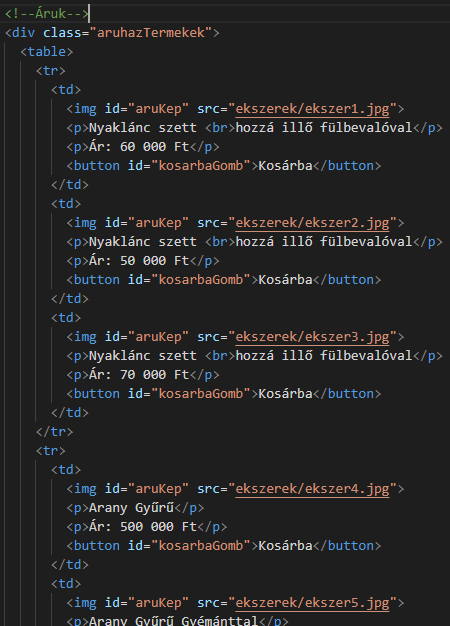 <!--Áruk-->
<div class="aruhazTermekek">
<table>
<tr>
<td>
<img id="aruKep" src="ekszerek/ekszer1.jpg">
<p>Nyaklánc szett <br>hozzá illő fülbevalóval</p>
<p>Ár: 60 000 Ft</p>
<button id="kosarbaGomb">Kosárba</button>
</td>
<td>
<img id="aruKep" src="ekszerek/ekszer2.jpg">
<p>Nyaklánc szett <br>hozzá illő fülbevalóval</p>
<p>Ár: 50 000 Ft</p>
<button id="kosarbaGomb">Kosárba</button>
</td>
<td>
<img id="aruKep" src="ekszerek/ekszer3.jpg">
<p>Nyaklánc szett <br>hozzá illő fülbevalóval</p>
<p>Ár: 70 000 Ft</p>
<button id="kosarbaGomb">Kosárba</button>
</td>
</tr>
<tr>
<td>
<img id="aruKep" src="ekszerek/ekszer4.jpg">
<p>Arany Gyűrű</p>
<p>Ár: 500 000 Ft</p>
<button id="kosarbaGomb">Kosárba</button>
</td>
<td>
<img id="aruKep" src="ekszerek/ekszer5.jpg">
<p>Arany Gyűrű Gyémánttal</p>